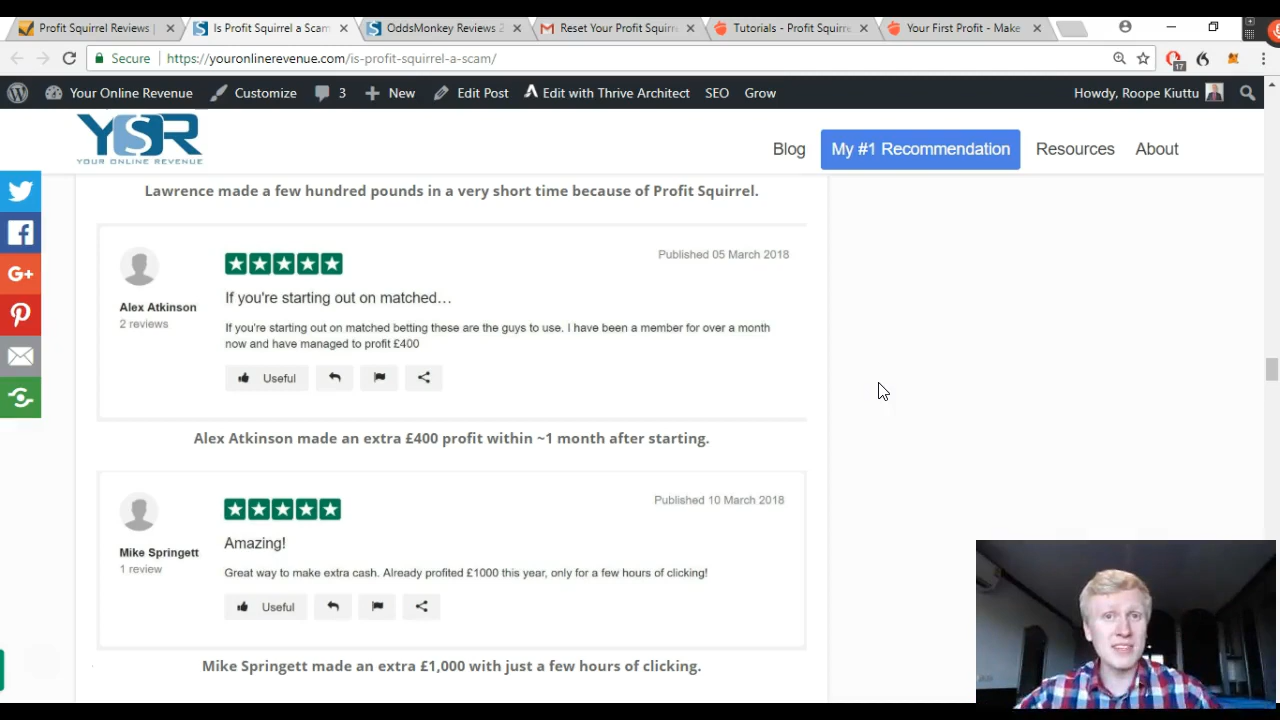 Profit Squirrel Reviews |
Is Profit Squirrel a Scam
OddsMonkey Reviews 2
Reset Your Profit Squirr
Tutorials - Profit Squirre
Your First Profit - Make
Secure
https://youronlinerevenue.com/is-profit-squirrel-a-scam/
17
Your Online Revenue
Customize
3
New
Edit Post
Edit with Thrive Architect
SEO
Grow
Howdy, Roope Kiuttu
YSR
YOUR ONLINE REVENUE
Blog
My #1 Recommendation
Resources
About
Lawrence made a few hundred pounds in a very short time because of Profit Squirrel.
Published 05 March 2018
Alex Atkinson
2 reviews
If you're starting out on matched…
If you're starting out on matched betting these are the guys to use. I have been a member for over a month
now and have managed to profit £400
Useful
Alex Atkinson made an extra £400 profit within ~1 month after starting.
Published 10 March 2018
Mike Springett
1 review
Amazing!
Great way to make extra cash. Already profited £1000 this year, only for a few hours of clicking!
Useful
Mike Springett made an extra £1,000 with just a few hours of clicking.